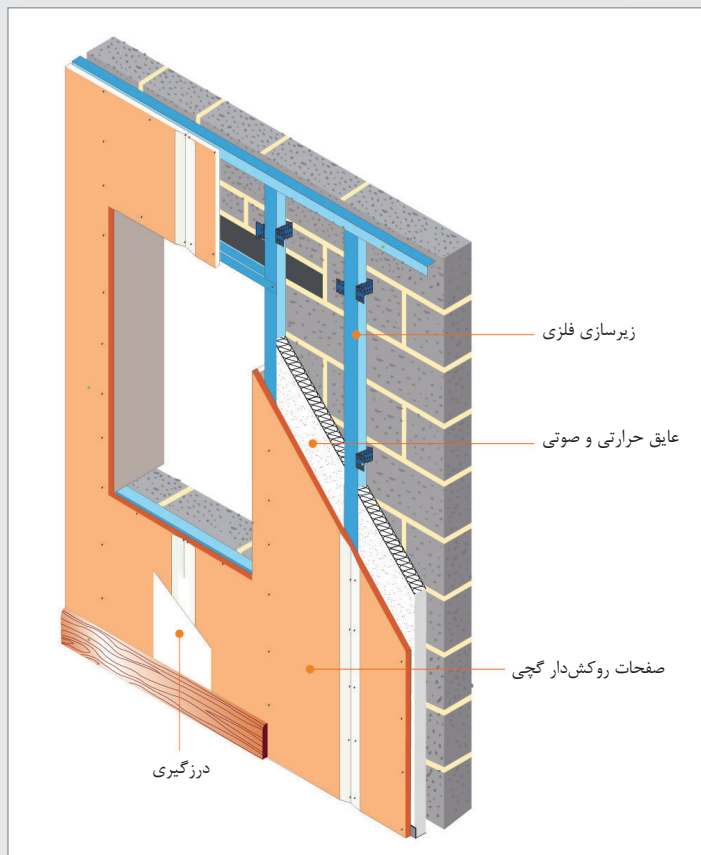 زیرسازی فلزی
عایق حرارتی و صوتی
صفحات روکش‌دار گچی
درزگیری